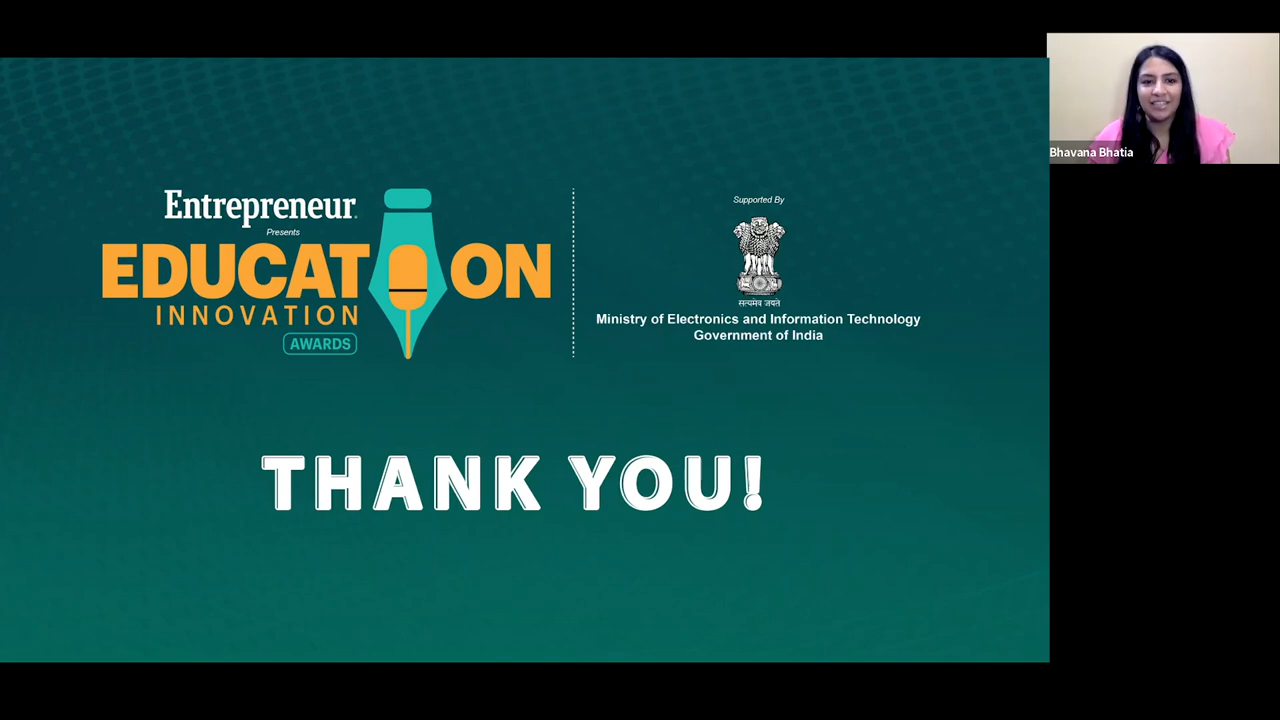 Entrepreneur
Presents
EDUCATION
INNOVATION
AWARDS
Supported By
सत्यमेव जयते
Ministry of Electronics and Information Technology
Government of India
THANK YOU!
Bhavana Bhatia